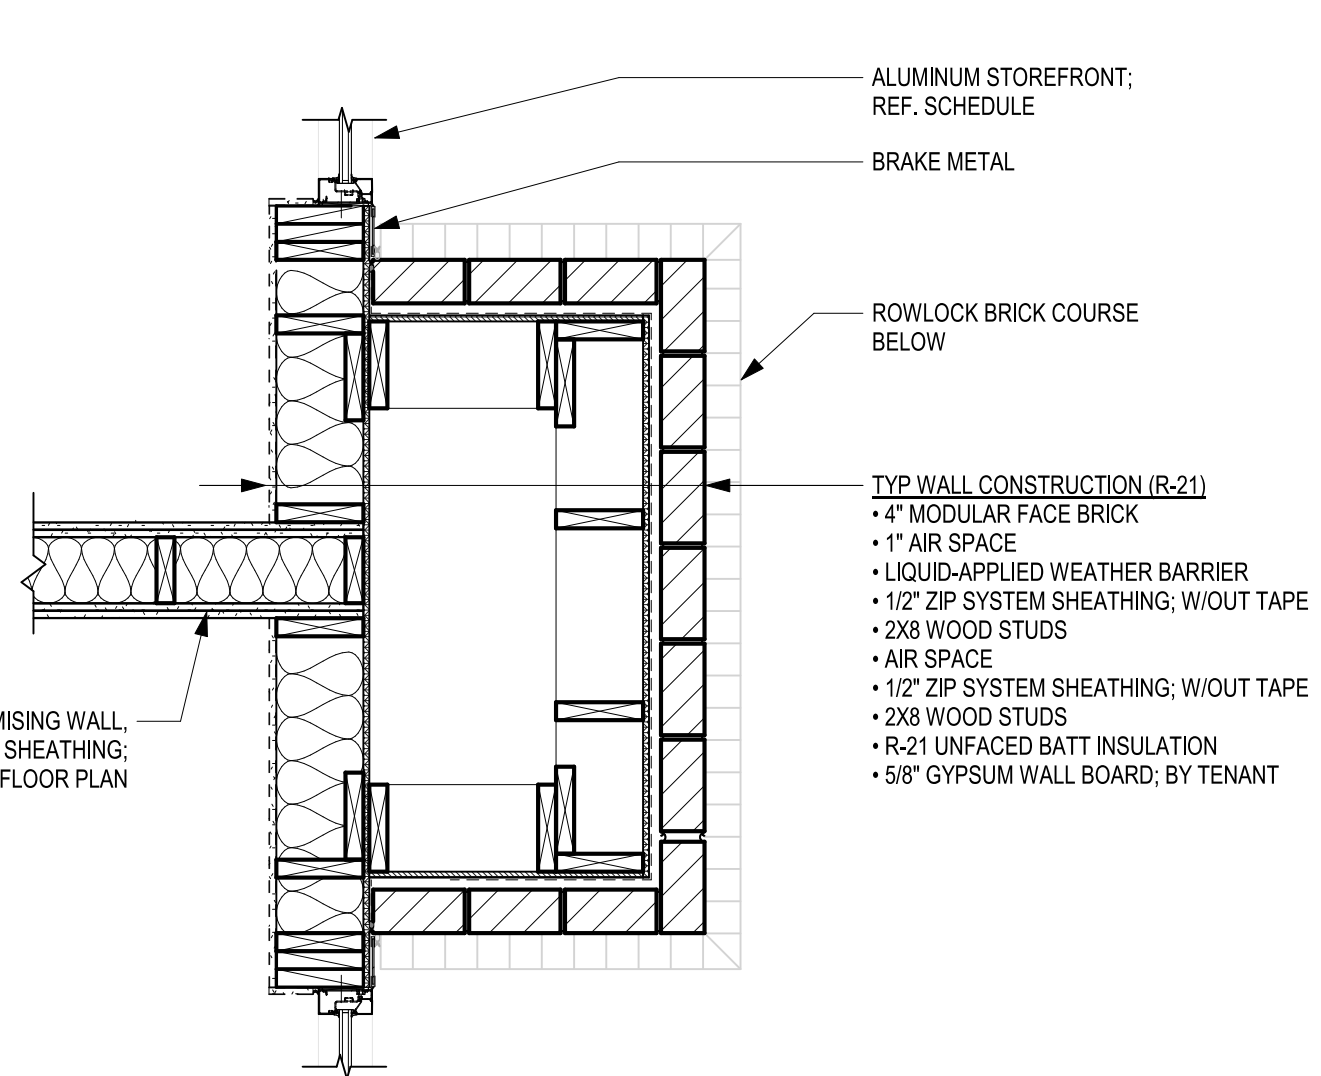 ALUMINUM STOREFRONT;
REF. SCHEDULE
BRAKE METAL
ROWLOCK BRICK COURSE
BELOW
TYP WALL CONSTRUCTION (R-21)
• 4" MODULAR FACE BRICK
• 1" AIR SPACE
• LIQUID-APPLIED WEATHER BARRIER
• 1/2" ZIP SYSTEM SHEATHING; W/OUT TAPE
• 2X8 WOOD STUDS
• AIR SPACE
• 1/2" ZIP SYSTEM SHEATHING; W/OUT TAPE
• 2X8 WOOD STUDS
• R-21 UNFACED BATT INSULATION
• 5/8" GYPSUM WALL BOARD; BY TENANT
MISING WALL,
SHEATHING;
FLOOR PLAN